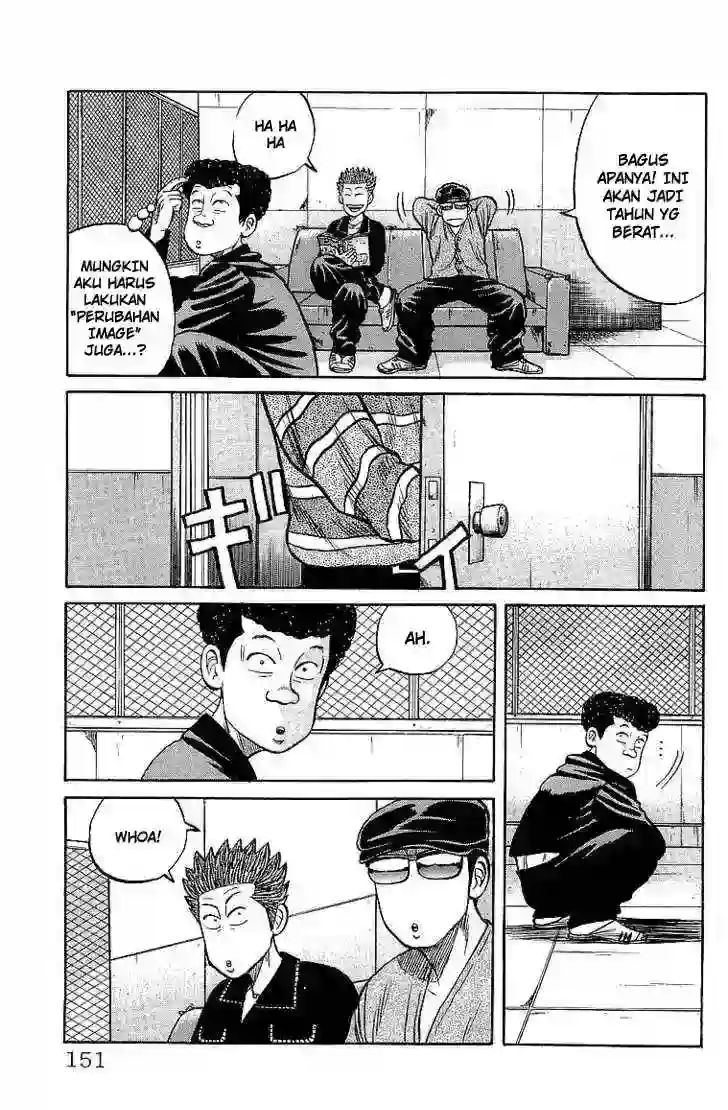 BAGUS
APANYA! INI
AKAN JADI
TAHUN YG
BERAT...
HA HA
HA
MUNGKIN
AKU HARUS
LAKUKAN
"PERUBAHAN
IMAGE"
JUGA...?
ギイ
...
AH.
WHOA!
151